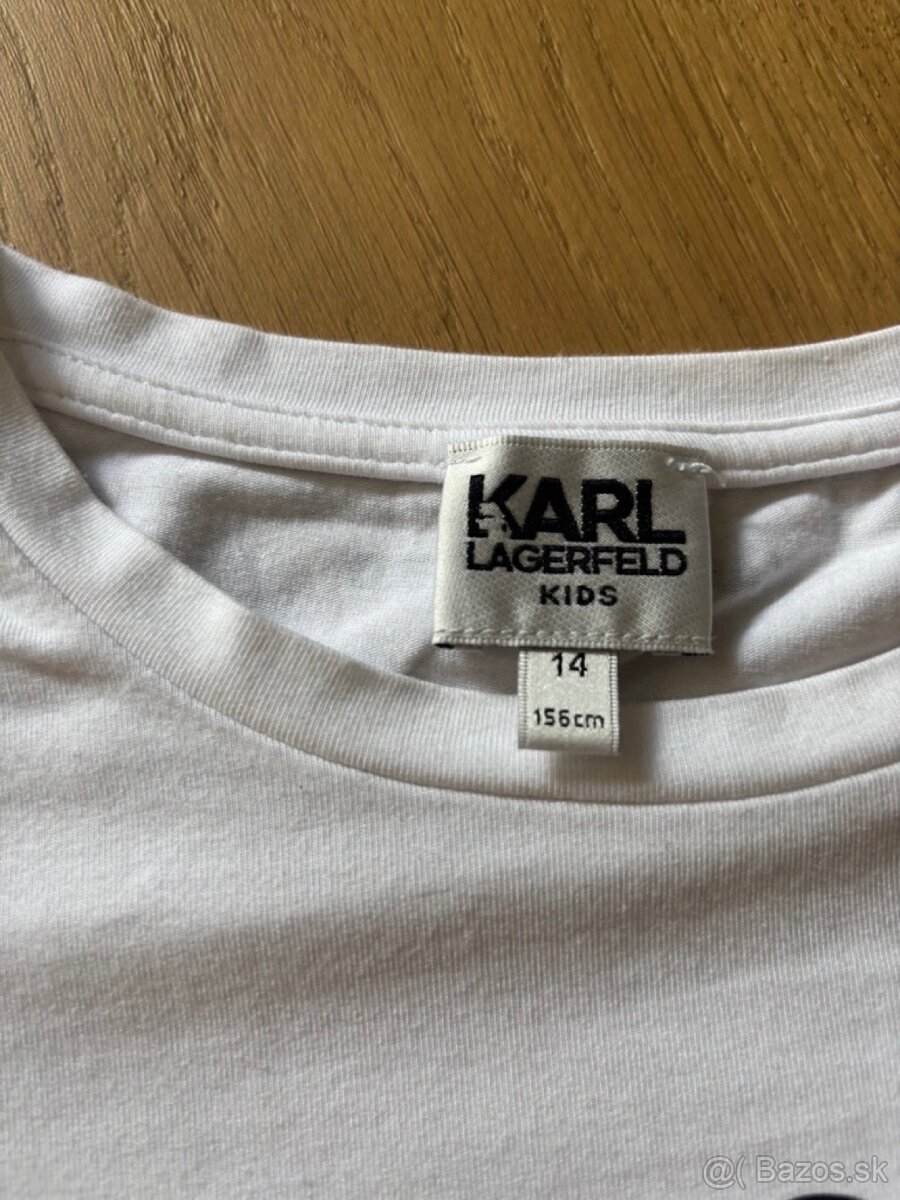 KARL
LAGERFELD
KIDS
14
156cm
@( Bazos.sk